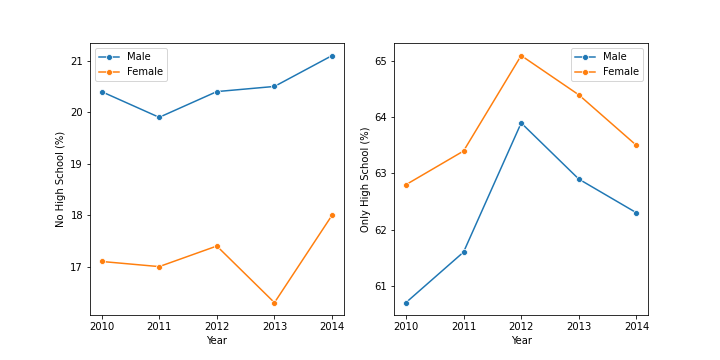 Male
Female
21
20
19
18
17
No High School (%)
2010 2011 2012 2013 2014
Year
Male
Female
65
64
63
62
61
Only High School (%)
2010 2011 2012 2013 2014
Year